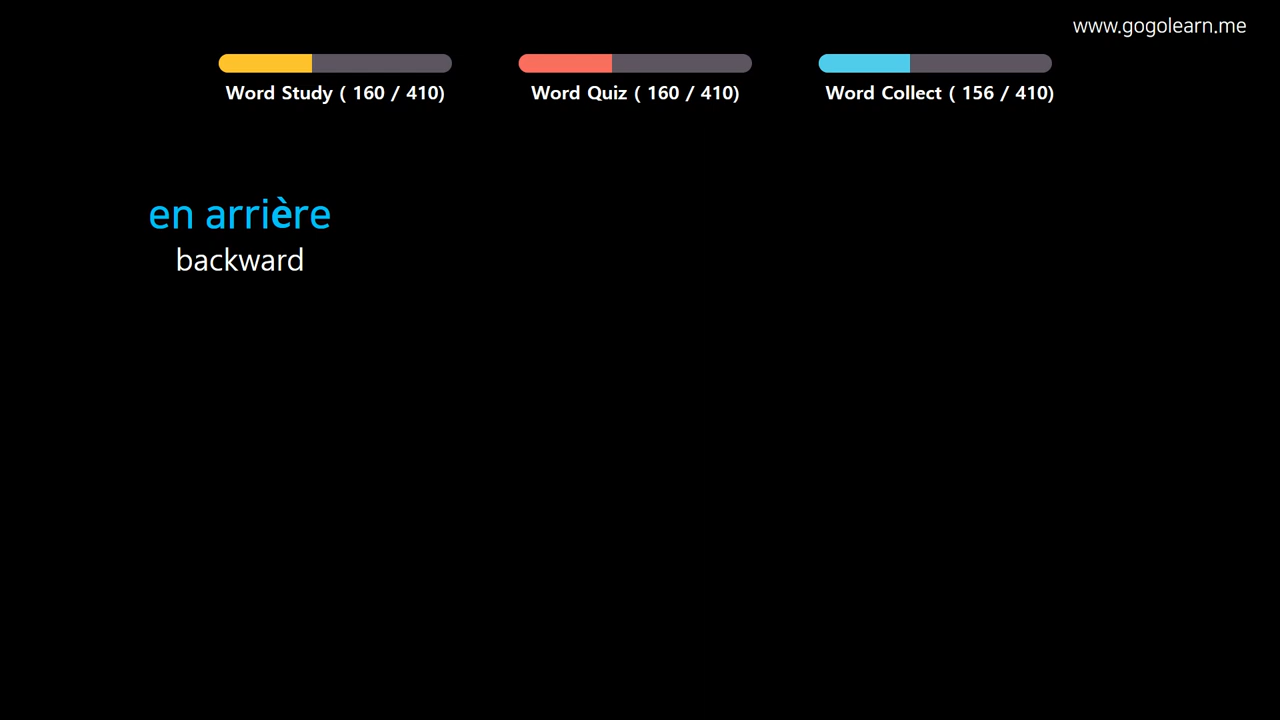 www.gogolearn.me
Word Study ( 160 / 410)
Word Quiz ( 160 / 410)
Word Collect ( 156 / 410)
en arrière
backward